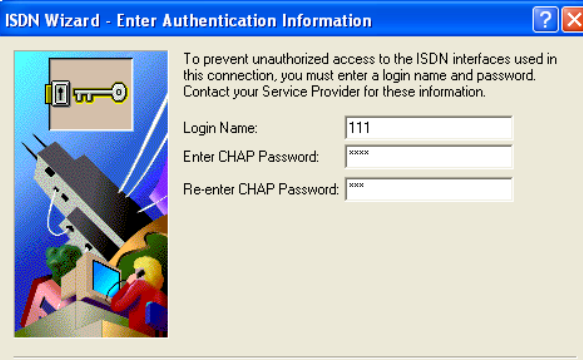 ISDN Wizard - Enter Authentication Information
To prevent unauthorized access to the ISDN interfaces used in
this connection, you must enter a login name and password.
Contact your Service Provider for these information.
Login Name: 111
Enter CHAP Password: ××××
Re-enter CHAP Password: ×××